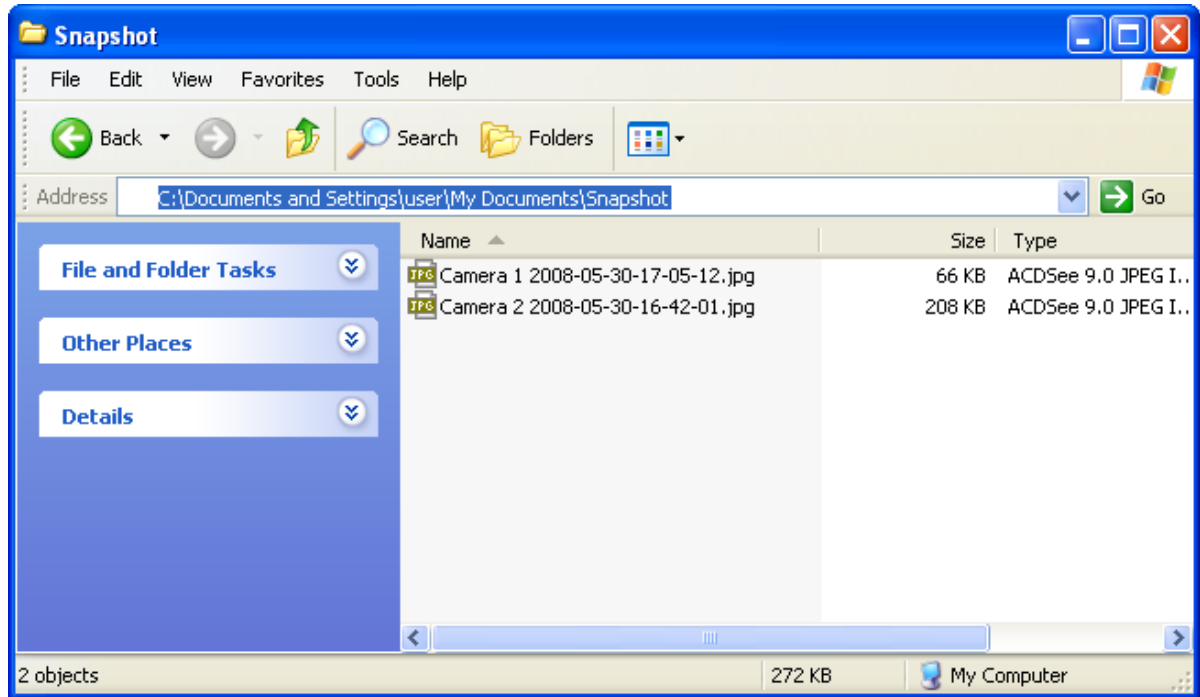 Snapshot
File Edit View Favorites Tools Help
Back Search Folders
Address C:\Documents and Settings\user\My Documents\Snapshot Go
Name Size Type
File and Folder Tasks
Other Places
Details
JPG Camera 1 2008-05-30-17-05-12.jpg 66 KB ACDSee 9.0 JPEG I..
JPG Camera 2 2008-05-30-16-42-01.jpg 208 KB ACDSee 9.0 JPEG I..
2 objects 272 KB My Computer